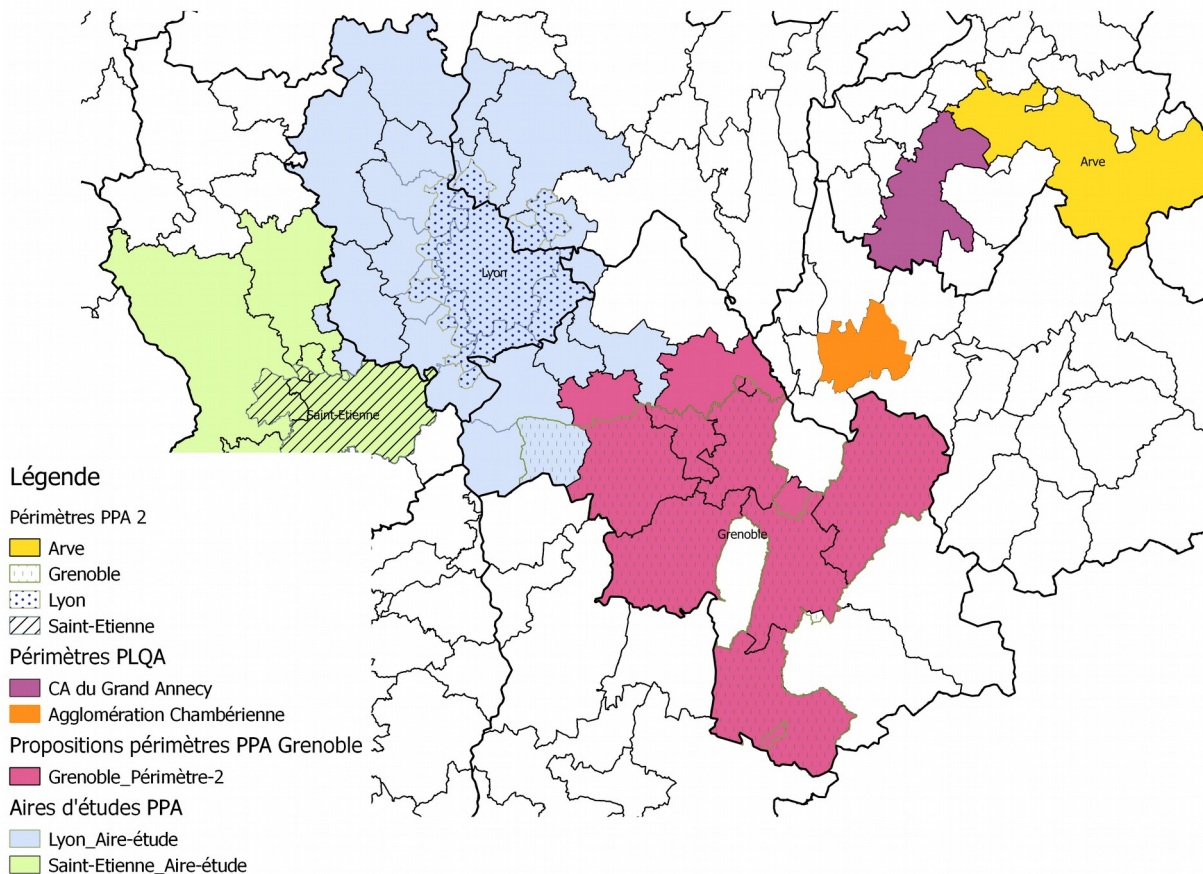 Arve
Lyon
Saint-Etienne
Grenoble
Légende
Périmètres PPA 2
Arve
Grenoble
Lyon
Saint-Etienne
Périmètres PLQA
CA du Grand Annecy
Agglomération Chambérienne
Propositions périmètres PPA Grenoble
Grenoble_Périmètre-2
Aires d'études PPA
Lyon_Aire-étude
Saint-Etienne_Aire-étude